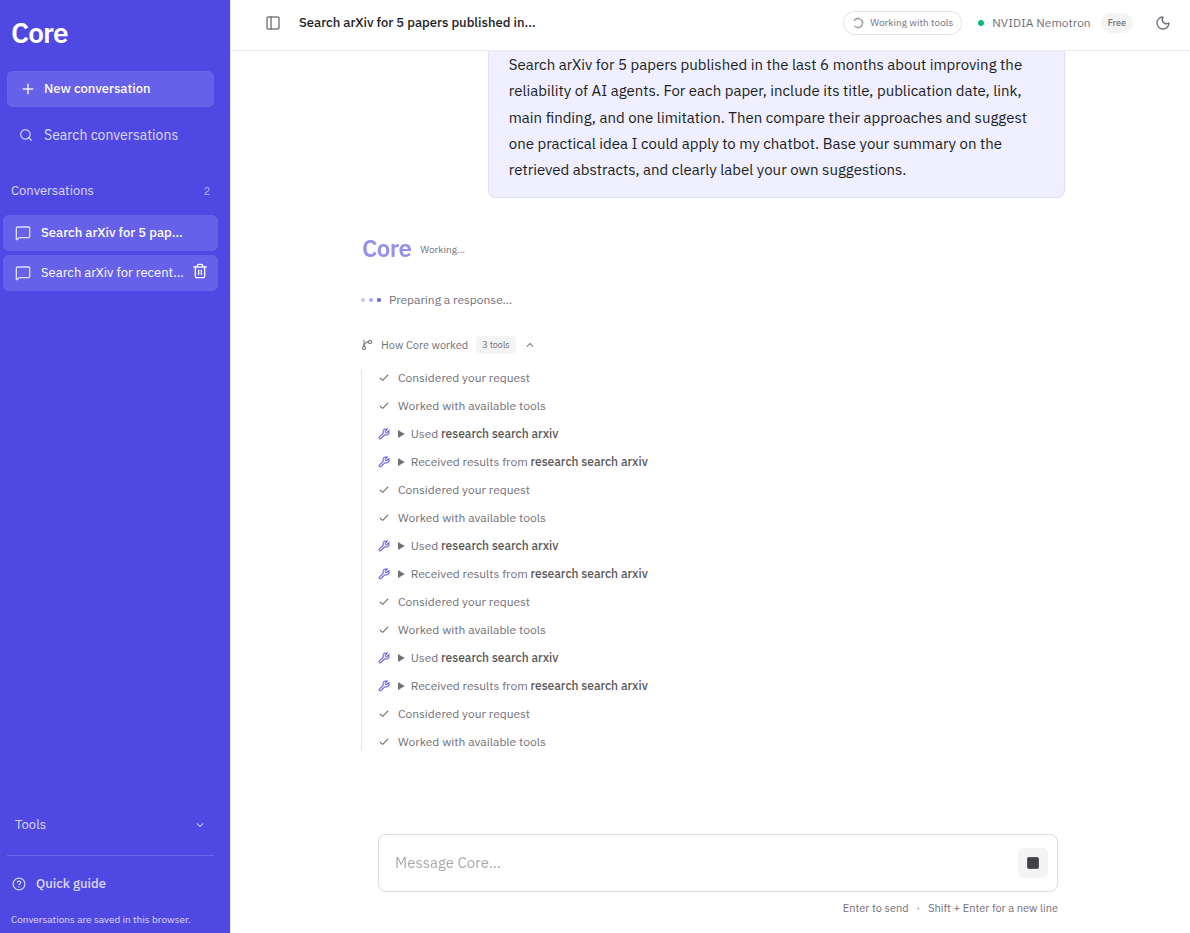 Core
New conversation
Search conversations
Conversations 2
Search arXiv for 5 pap...
Search arXiv for recent...
Tools
Quick guide
Conversations are saved in this browser.
Search arXiv for 5 papers published in...
Working with tools
NVIDIA Nemotron Free
Search arXiv for 5 papers published in the last 6 months about improving the
reliability of AI agents. For each paper, include its title, publication date, link,
main finding, and one limitation. Then compare their approaches and suggest
one practical idea I could apply to my chatbot. Base your summary on the
retrieved abstracts, and clearly label your own suggestions.
Core Working...
Preparing a response...
How Core worked 3 tools
Considered your request
Worked with available tools
Used research search arxiv
Received results from research search arxiv
Considered your request
Worked with available tools
Used research search arxiv
Received results from research search arxiv
Considered your request
Worked with available tools
Used research search arxiv
Received results from research search arxiv
Considered your request
Worked with available tools
Message Core...
Enter to send · Shift + Enter for a new line